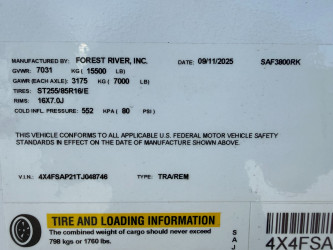 MANUFACTURED BY: FOREST RIVER, INC. DATE: 09/11/2025 SAF3800RK
GVWR: 7031 KG ( 15500 LB)
GAWR (EACH AXLE): 3175 KG ( 7000 LB)
TIRES: ST255/85R16/E
RIMS: 16X7.0J
COLD INFL. PRESSURE: 552 KPA ( 80 PSI )
THIS VEHICLE CONFORMS TO ALL APPLICABLE U.S. FEDERAL MOTOR VEHICLE SAFETY
STANDARDS IN EFFECT ON THE DATE OF MANUFACTURE SHOWN ABOVE.
V.I.N.: 4X4FSAP21TJ048746 TYPE: TRA/REM
TIRE AND LOADING INFORMATION
The combined weight of cargo should never exceed
798 kgs or 1760 lbs.
SAJ
4X4FSA